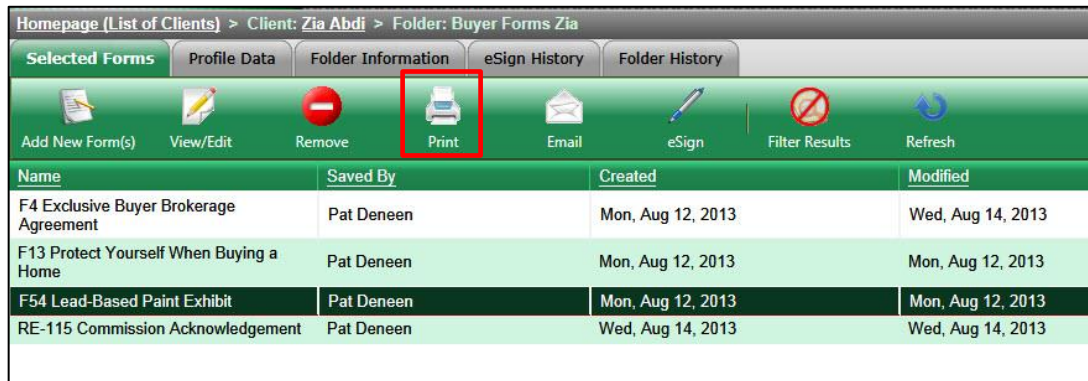 Homepage (List of Clients) > Client: Zia Abdi > Folder: Buyer Forms Zia
Selected Forms Profile Data Folder Information eSign History Folder History
Add New Form(s) View/Edit Remove Print Email eSign Filter Results Refresh
Name Saved By Created Modified
F4 Exclusive Buyer Brokerage
Agreement Pat Deneen Mon, Aug 12, 2013 Wed, Aug 14, 2013
F13 Protect Yourself When Buying a
Home Pat Deneen Mon, Aug 12, 2013 Mon, Aug 12, 2013
F54 Lead-Based Paint Exhibit Pat Deneen Mon, Aug 12, 2013 Mon, Aug 12, 2013
RE-115 Commission Acknowledgement Pat Deneen Wed, Aug 14, 2013 Wed, Aug 14, 2013